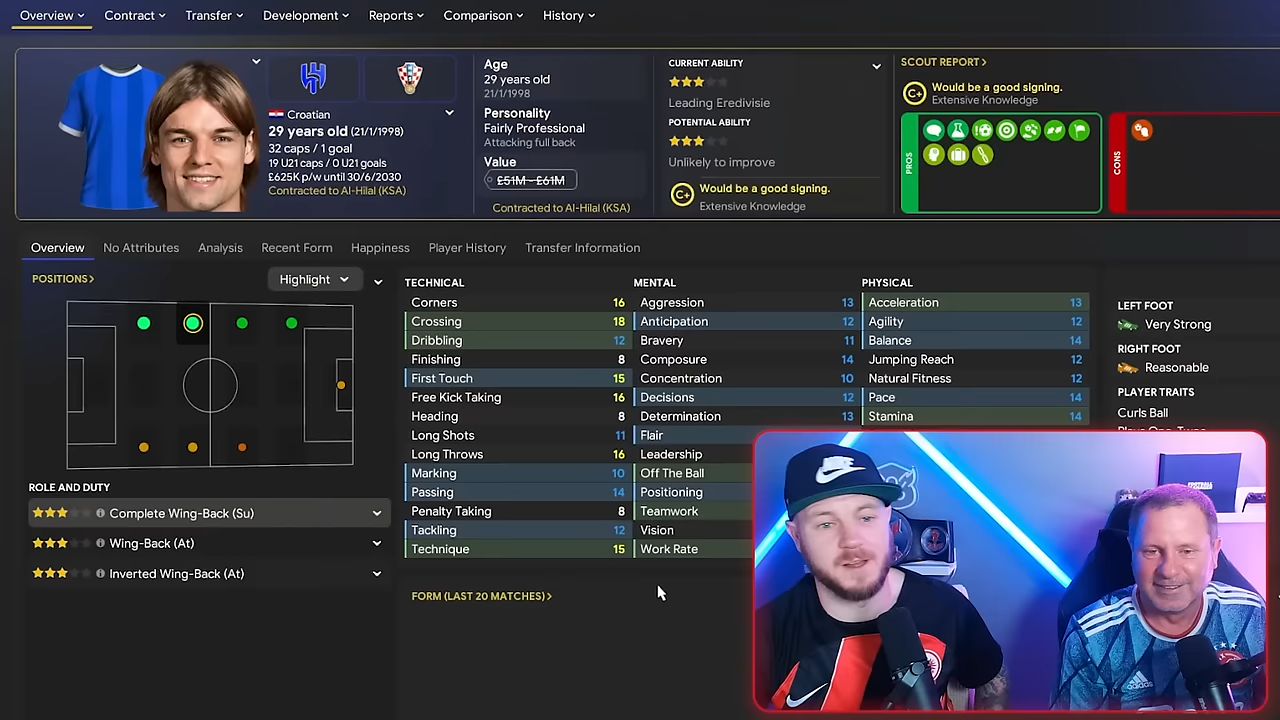 Overview Contract Transfer Development Reports Comparison History
Croatian
29 years old (21/1/1998)
32 caps / 1 goal
19 U21 caps / 0 U21 goals
£625K p/w until 30/6/2030
Contracted to Al-Hilal (KSA)
Age
29 years old
21/1/1998
Personality
Fairly Professional
Attacking full back
Value
£51M - £61M
Contracted to Al-Hilal (KSA)
CURRENT ABILITY
Leading Eredivisie
POTENTIAL ABILITY
Unlikely to improve
C+ Would be a good signing.
Extensive Knowledge
SCOUT REPORT >
C+ Would be a good signing.
Extensive Knowledge
PROS
CONS
Overview No Attributes Analysis Recent Form Happiness Player History Transfer Information
POSITIONS >
Highlight
ROLE AND DUTY
Complete Wing-Back (Su)
Wing-Back (At)
Inverted Wing-Back (At)
TECHNICAL
Corners 16
Crossing 18
Dribbling 12
Finishing 8
First Touch 15
Free Kick Taking 16
Heading 8
Long Shots 11
Long Throws 16
Marking 10
Passing 14
Penalty Taking 8
Tackling 12
Technique 15
MENTAL
Aggression 13
Anticipation 12
Bravery 11
Composure 14
Concentration 10
Decisions 12
Determination 13
Flair
Leadership
Off The Ball
Positioning
Teamwork
Vision
Work Rate
PHYSICAL
Acceleration 13
Agility 12
Balance 14
Jumping Reach 12
Natural Fitness 12
Pace 14
Stamina 14
LEFT FOOT
Very Strong
RIGHT FOOT
Reasonable
PLAYER TRAITS
Curls Ball
FORM (LAST 20 MATCHES) >